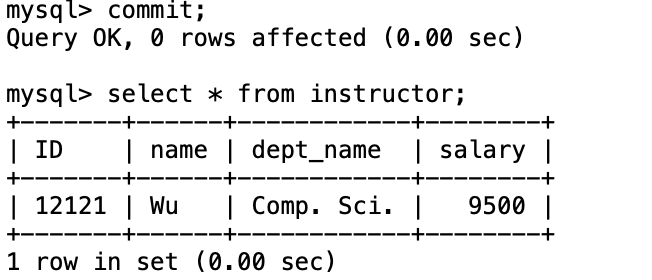 mysql> commit;
Query OK, 0 rows affected (0.00 sec)

mysql> select * from instructor;
+-------+------+------------+--------+
| ID    | name | dept_name  | salary |
+-------+------+------------+--------+
| 12121 | Wu   | Comp. Sci. |   9500 |
+-------+------+------------+--------+
1 row in set (0.00 sec)